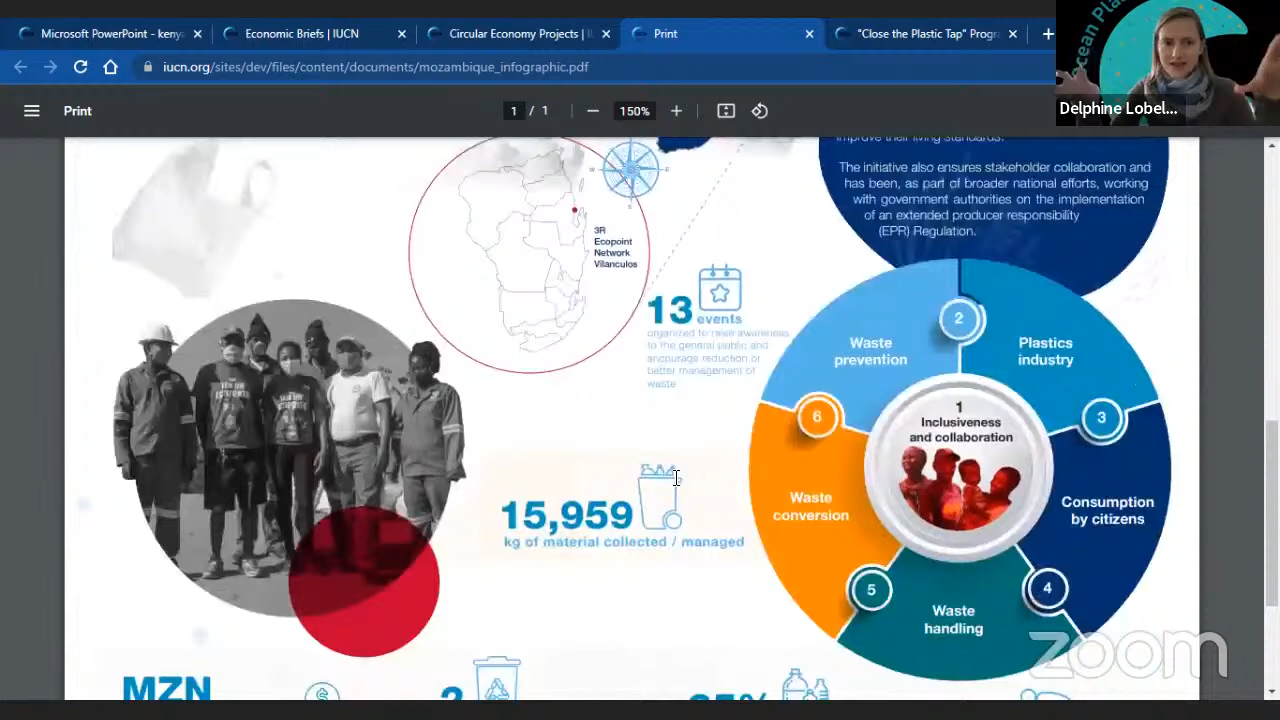 Microsoft PowerPoint - keny
Economic Briefs | IUCN
Circular Economy Projects |
Print
"Close the Plastic Tap" Progr
iucn.org/sites/dev/files/content/documents/mozambique_infographic.pdf
Print
1 / 1
150%
Delphine Lobel...
improve their living standards.
The initiative also ensures stakeholder collaboration and
has been, as part of broader national efforts, working
with government authorities on the implementation
of an extended producer responsibility
(EPR) Regulation.
3R
Ecopoint
Network
Vilanculos
13
events
organized to raise awareness
to the general public and
encourage reduction or
better management of
waste
15,959
kg of material collected / managed
2
Waste
prevention
Plastics
industry
1
Inclusiveness
and collaboration
6
3
Waste
conversion
Consumption
by citizens
5
4
Waste
handling
zoom
MZN